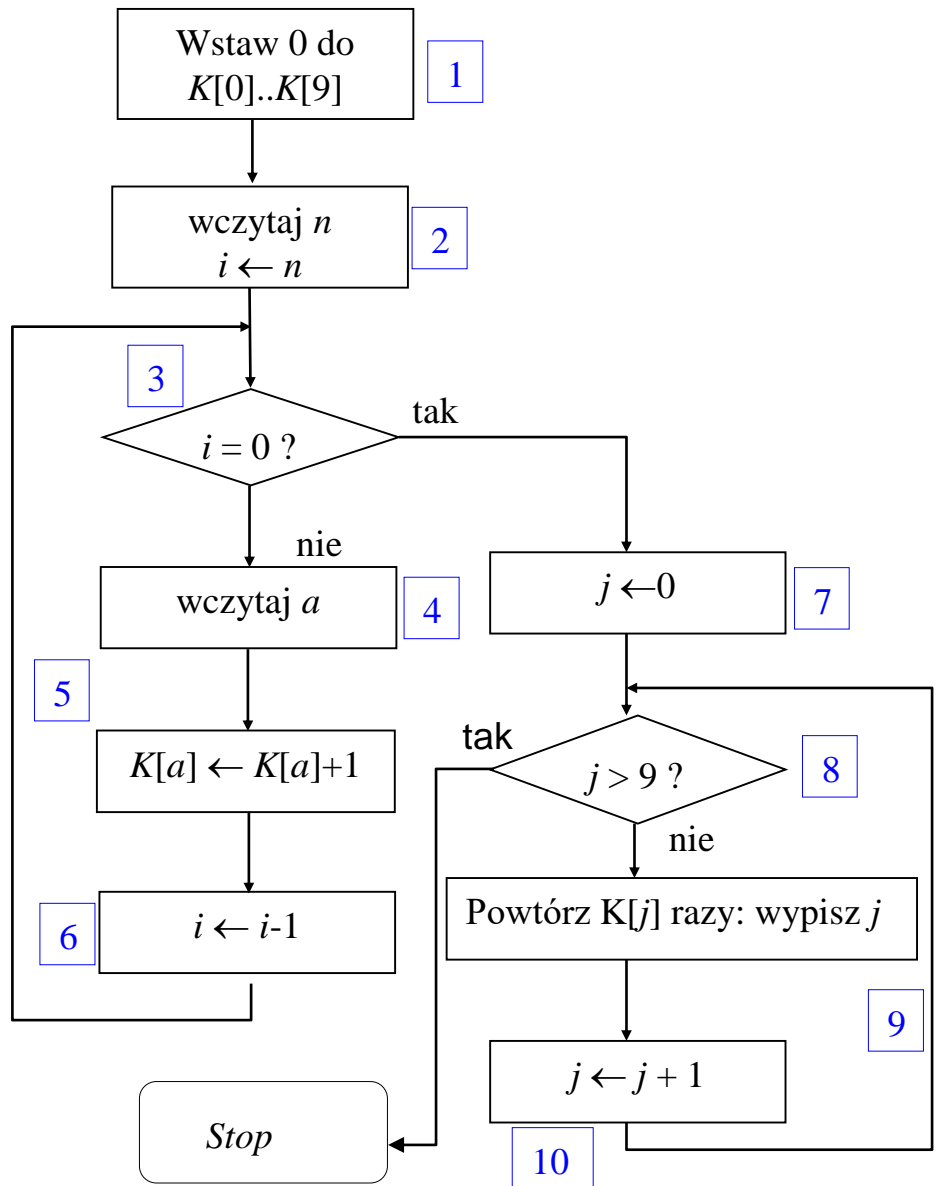 Wstaw 0 do
K[0]..K[9]
1
wczytaj n
i ← n
2
3
i = 0 ?
tak
nie
wczytaj a
4
j ←0
7
5
K[a] ← K[a]+1
tak
j > 9 ?
8
nie
6
i ← i-1
Powtórz K[j] razy: wypisz j
9
j ← j + 1
Stop
10